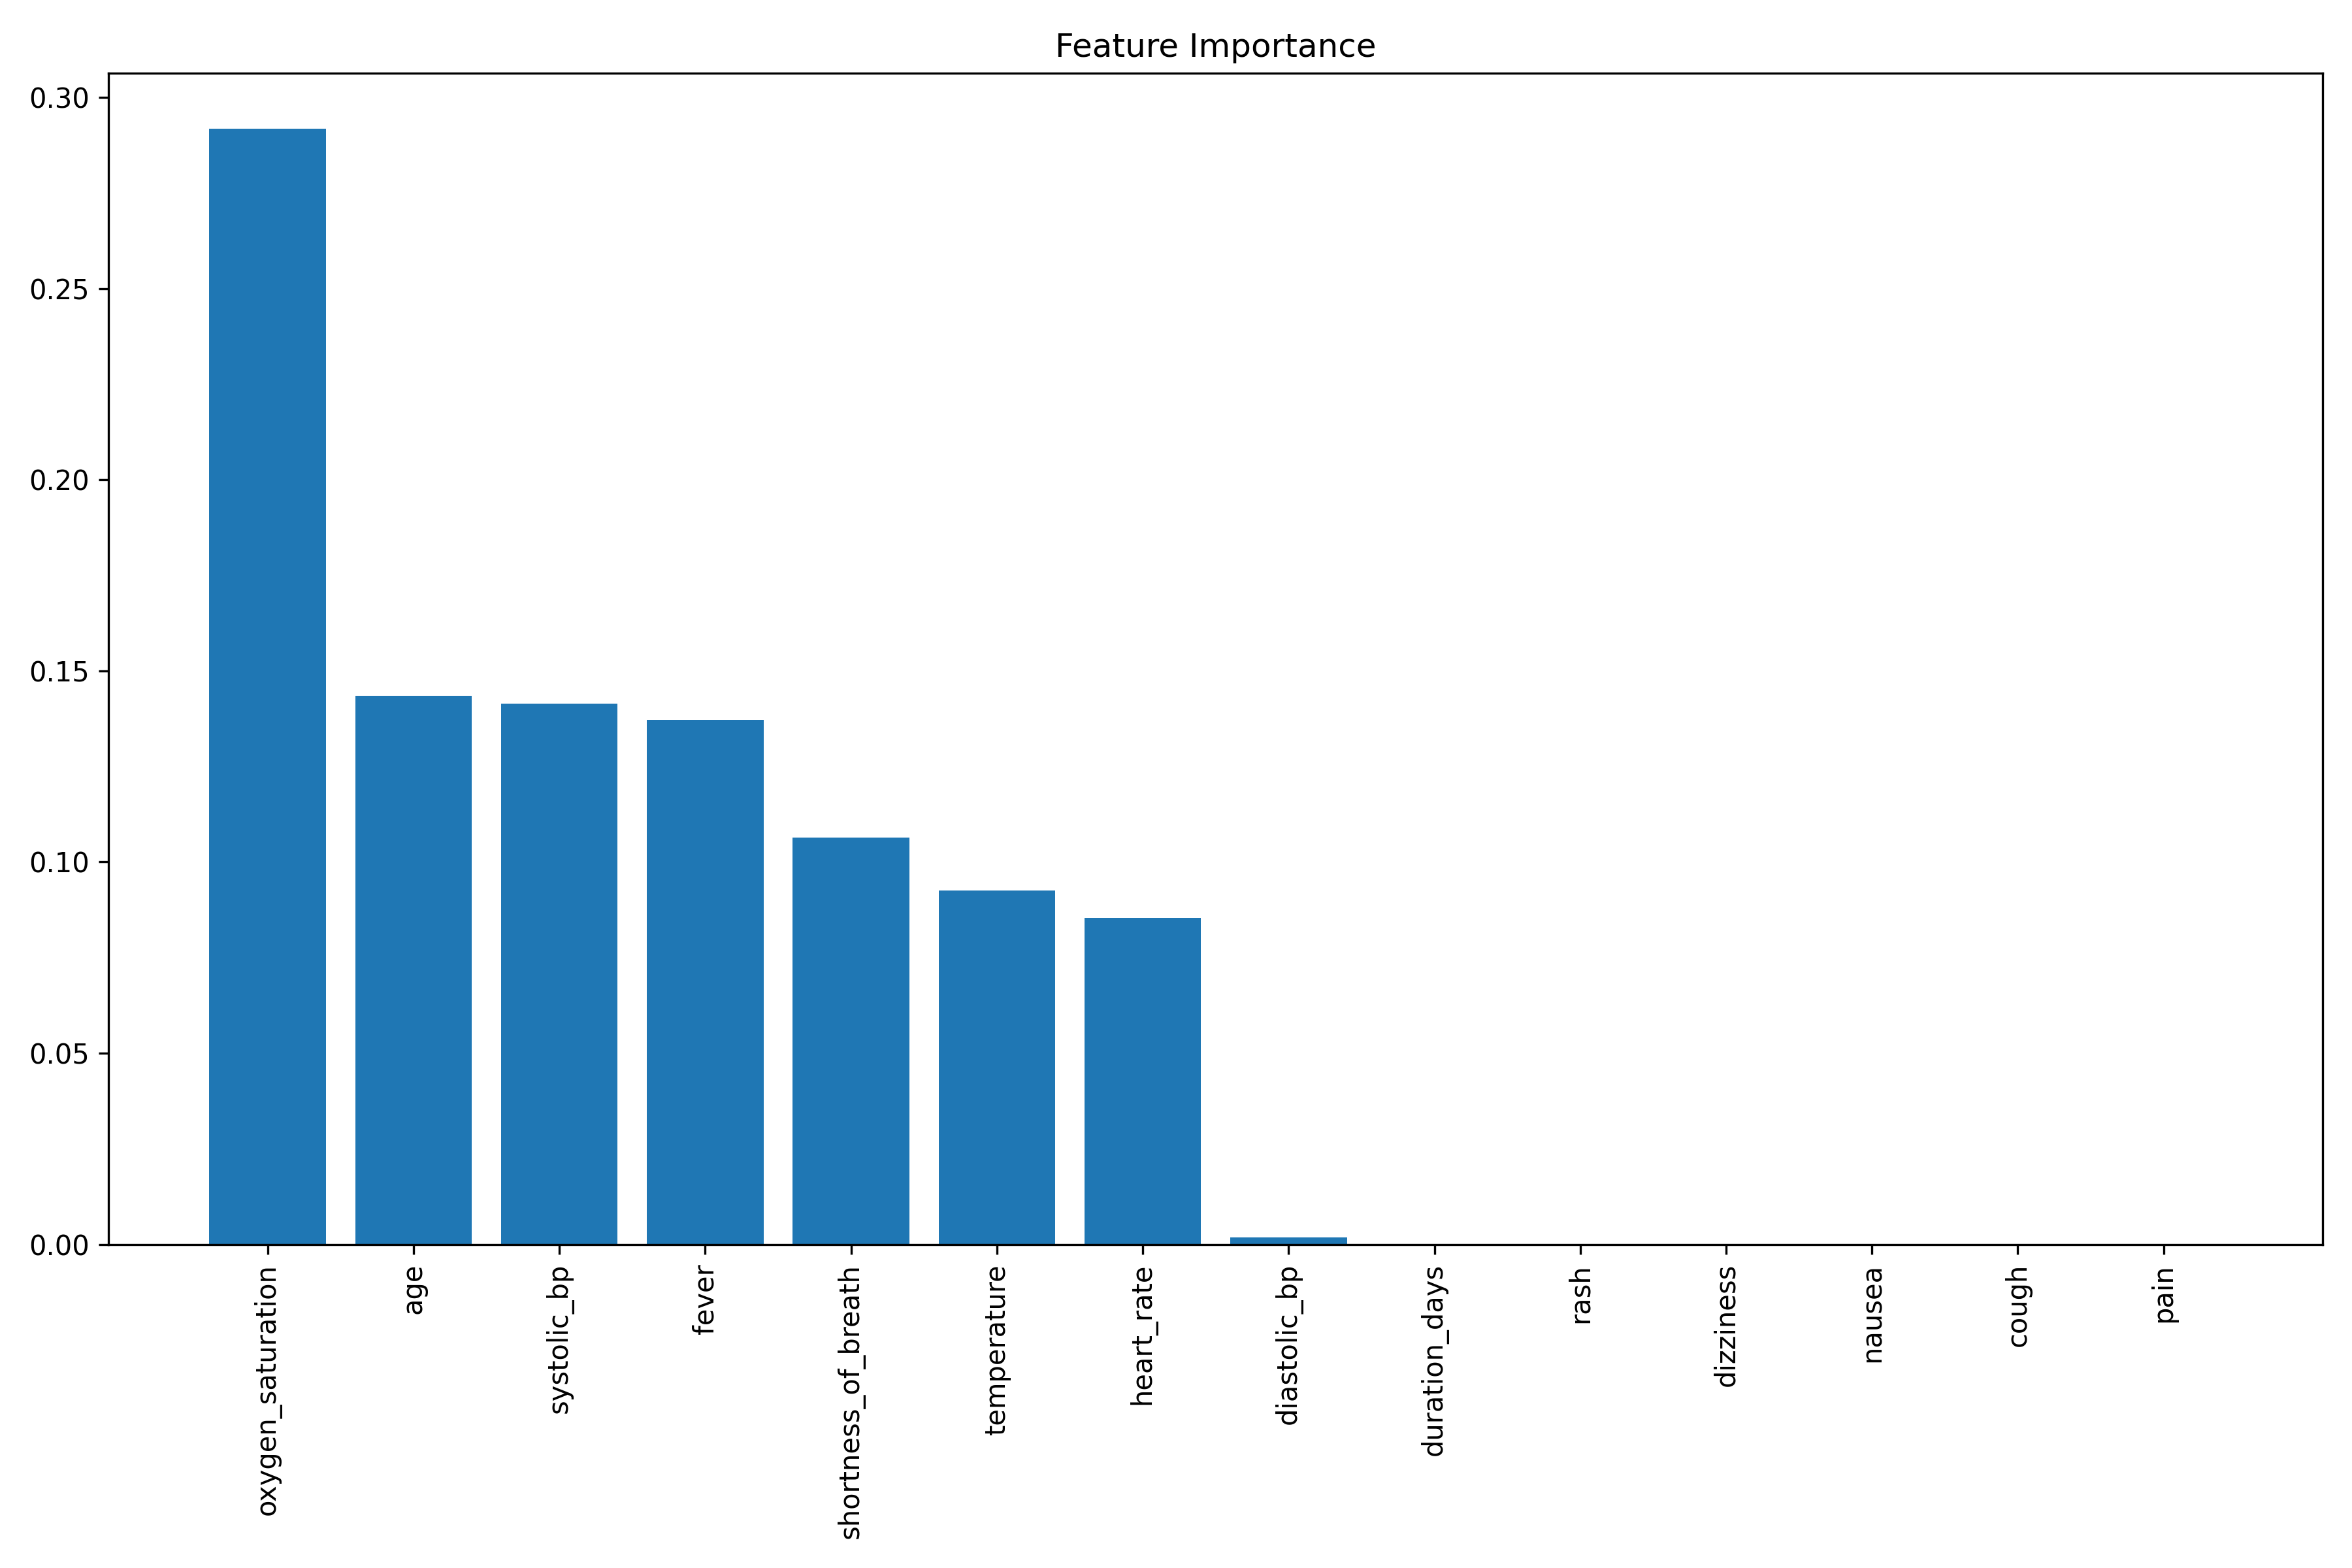 Feature Importance
0.30
0.25
0.20
0.15
0.10
0.05
0.00
oxygen_saturation
age
systolic_bp
fever
shortness_of_breath
temperature
heart_rate
diastolic_bp
duration_days
rash
dizziness
nausea
cough
pain